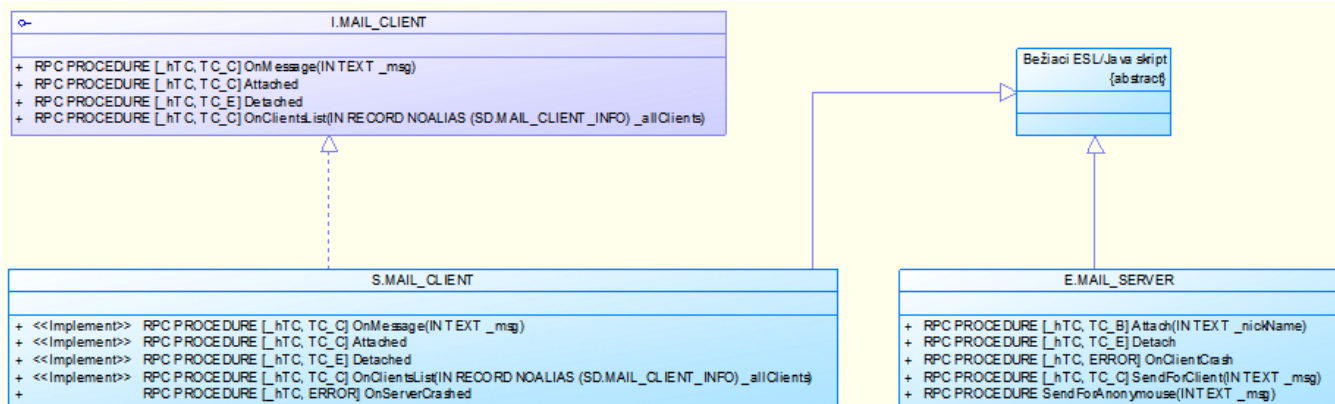 I.MAIL_CLIENT
+ RPC PROCEDURE [_hTC, TC_C] OnMessage(IN TEXT _msg)
+ RPC PROCEDURE [_hTC, TC_C] Attached
+ RPC PROCEDURE [_hTC, TC_E] Detached
+ RPC PROCEDURE [_hTC, TC_C] OnClientsList(IN RECORD NOALIAS (SD.MAIL_CLIENT_INFO) _allClients)
Bežiaci ESL/Java skript
{abstract}
S.MAIL_CLIENT
+ <<Implement>> RPC PROCEDURE [_hTC, TC_C] OnMessage(IN TEXT _msg)
+ <<Implement>> RPC PROCEDURE [_hTC, TC_C] Attached
+ <<Implement>> RPC PROCEDURE [_hTC, TC_E] Detached
+ <<Implement>> RPC PROCEDURE [_hTC, TC_C] OnClientsList(IN RECORD NOALIAS (SD.MAIL_CLIENT_INFO) _allClients)
+ RPC PROCEDURE [_hTC, ERROR] OnServerCrashed
E.MAIL_SERVER
+ RPC PROCEDURE [_hTC, TC_B] Attach(IN TEXT _nickName)
+ RPC PROCEDURE [_hTC, TC_E] Detach
+ RPC PROCEDURE [_hTC, ERROR] OnClientCrash
+ RPC PROCEDURE [_hTC, TC_C] SendForClient(IN TEXT _msg)
+ RPC PROCEDURE SendForAnonymouse(IN TEXT _msg)